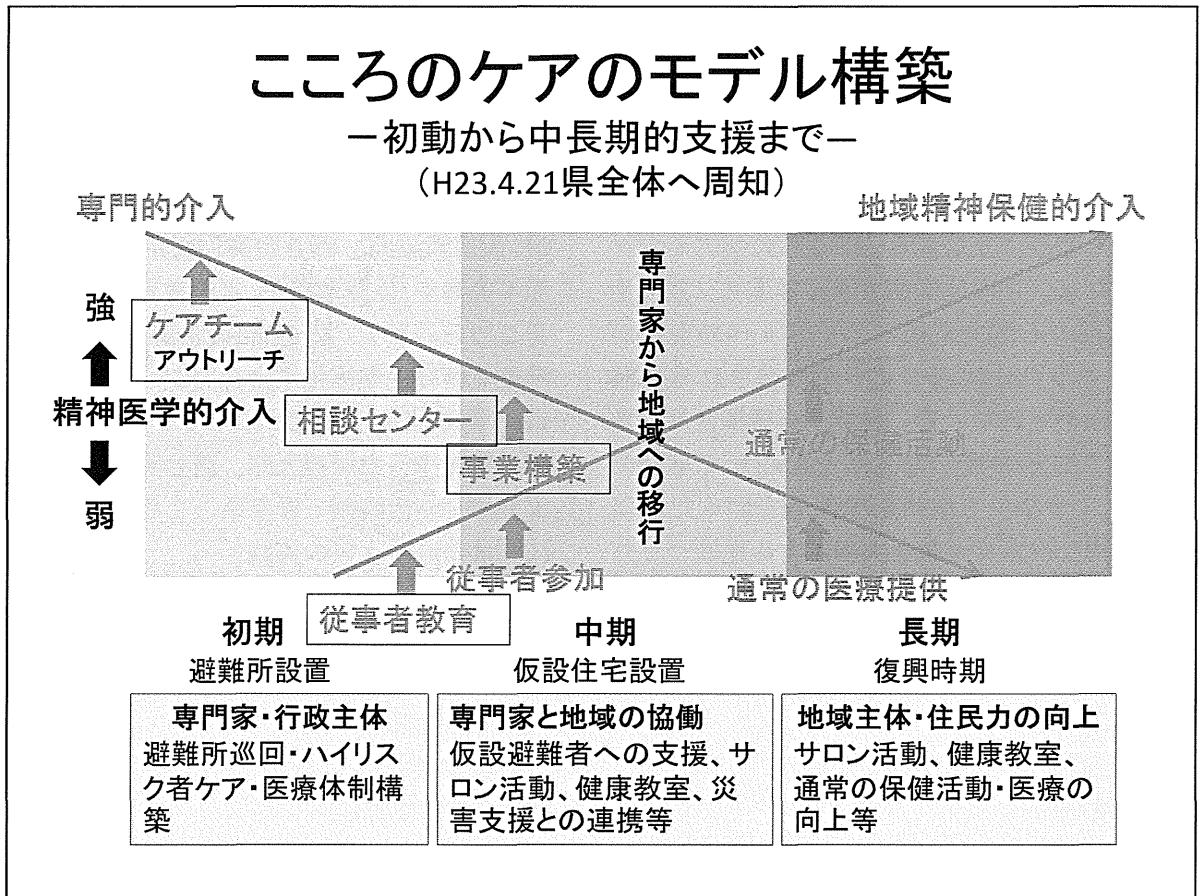 こころのケアのモデル構築
ー初動から中長期的支援までー
（H23.4.21県全体へ周知）
専門的介入
地域精神保健的介入
強
精神医学的介入
弱
ケアチーム
アウトリーチ
相談センター
事業構築
専門家から地域への移行
通常の保健活動
従事者参加
従事者教育
通常の医療提供
初期
避難所設置
中期
仮設住宅設置
長期
復興時期
専門家・行政主体
避難所巡回・ハイリス
ク者ケア・医療体制構
築
専門家と地域の協働
仮設避難者への支援、サ
ロン活動、健康教室、災
害支援との連携等
地域主体・住民力の向上
サロン活動、健康教室、
通常の保健活動・医療の
向上等